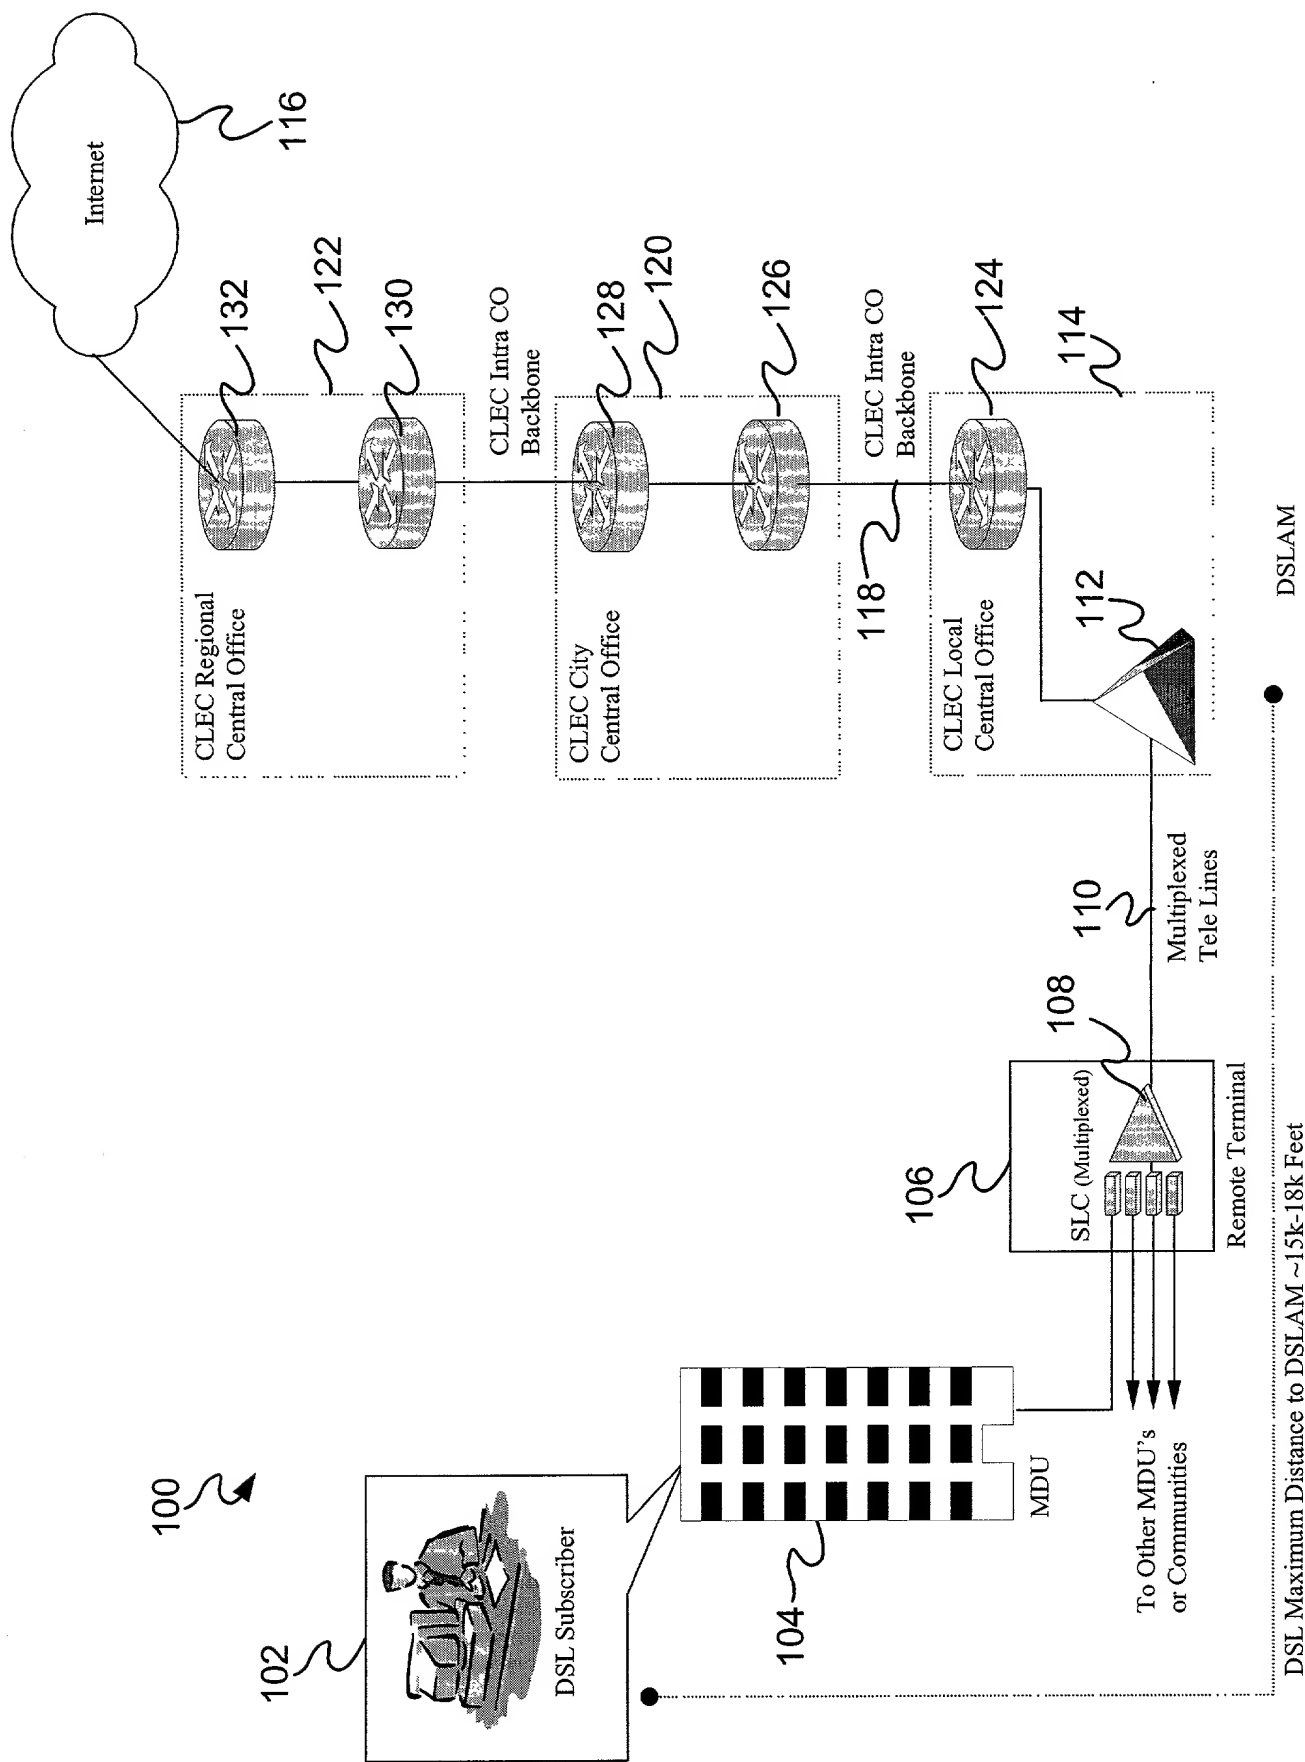 100
102
DSL Subscriber
104
MDU
To Other MDU's
or Communities
106
SLC (Multiplexed)
108
Remote Terminal
110
Multiplexed
Tele Lines
Internet
116
CLEC Regional
Central Office
132
122
130
CLEC Intra CO
Backbone
CLEC City
Central Office
128
120
126
CLEC Intra CO
Backbone
118
CLEC Local
Central Office
124
114
112
DSLAM
DSL Maximum Distance to DSLAM ~15k-18k Feet